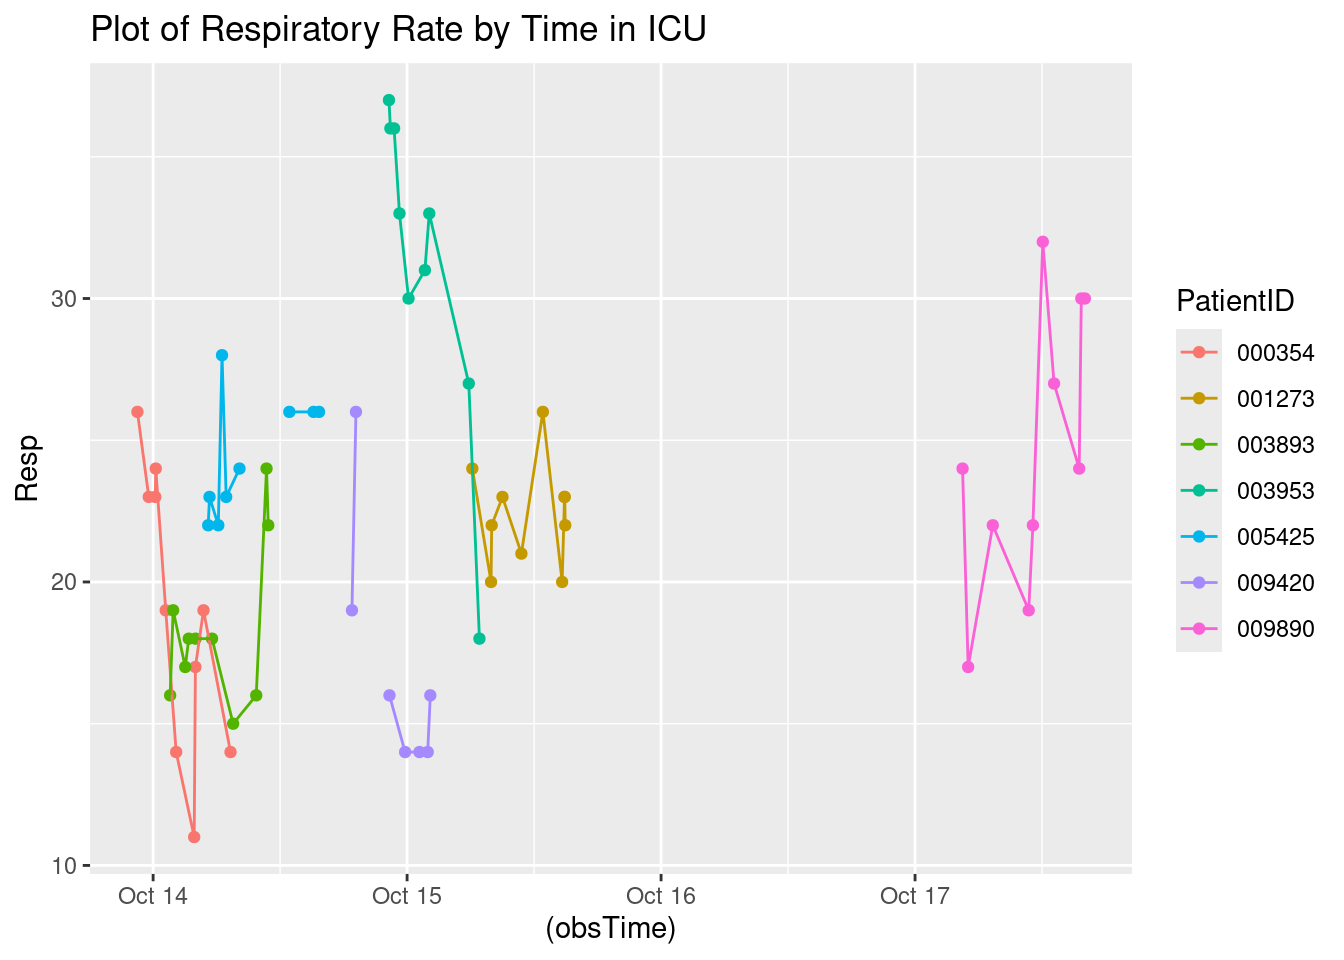 Plot of Respiratory Rate by Time in ICU
Resp
30
20
10
Oct 14
Oct 15
Oct 16
Oct 17
(obsTime)
PatientID
000354
001273
003893
003953
005425
009420
009890